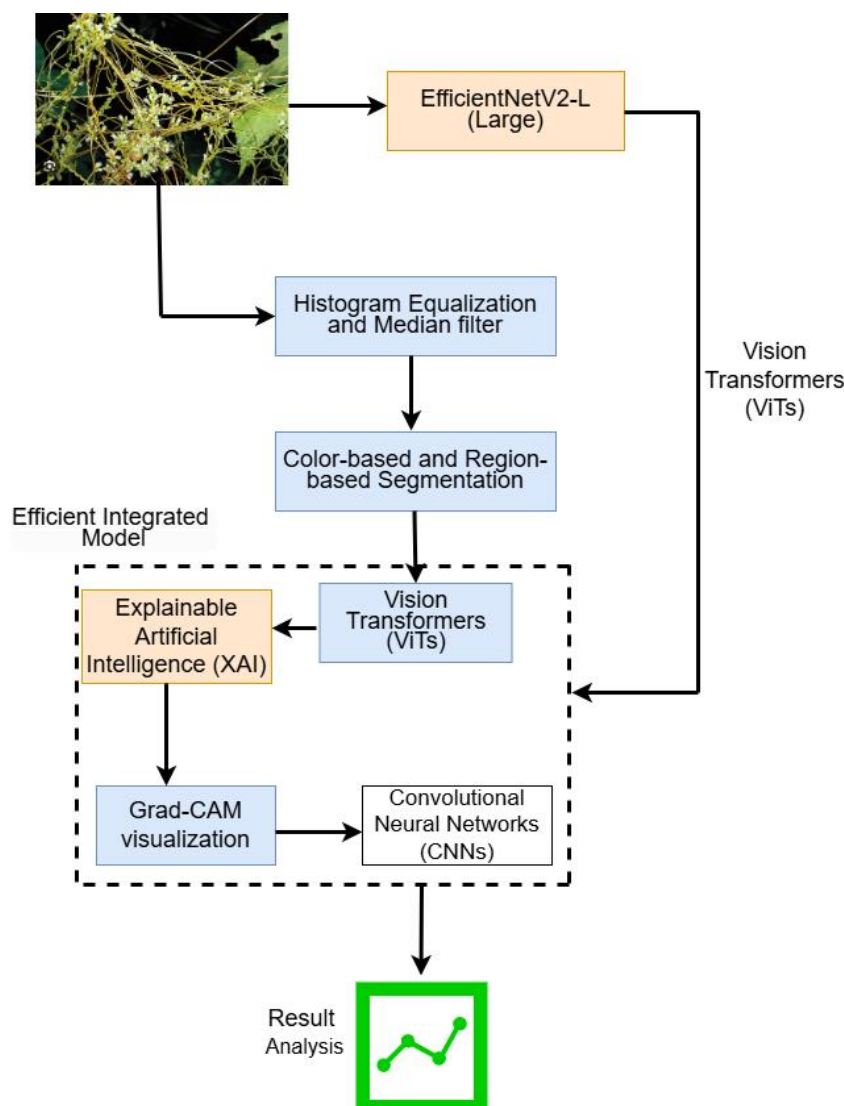 EfficientNetV2-L
(Large)
Histogram Equalization
and Median filter
Vision
Transformers
(ViTs)
Color-based and Region-
based Segmentation
Efficient Integrated
Model
Vision
Transformers
(ViTs)
Explainable
Artificial
Intelligence (XAI)
Grad-CAM
visualization
Convolutional
Neural Networks
(CNNs)
Result
Analysis